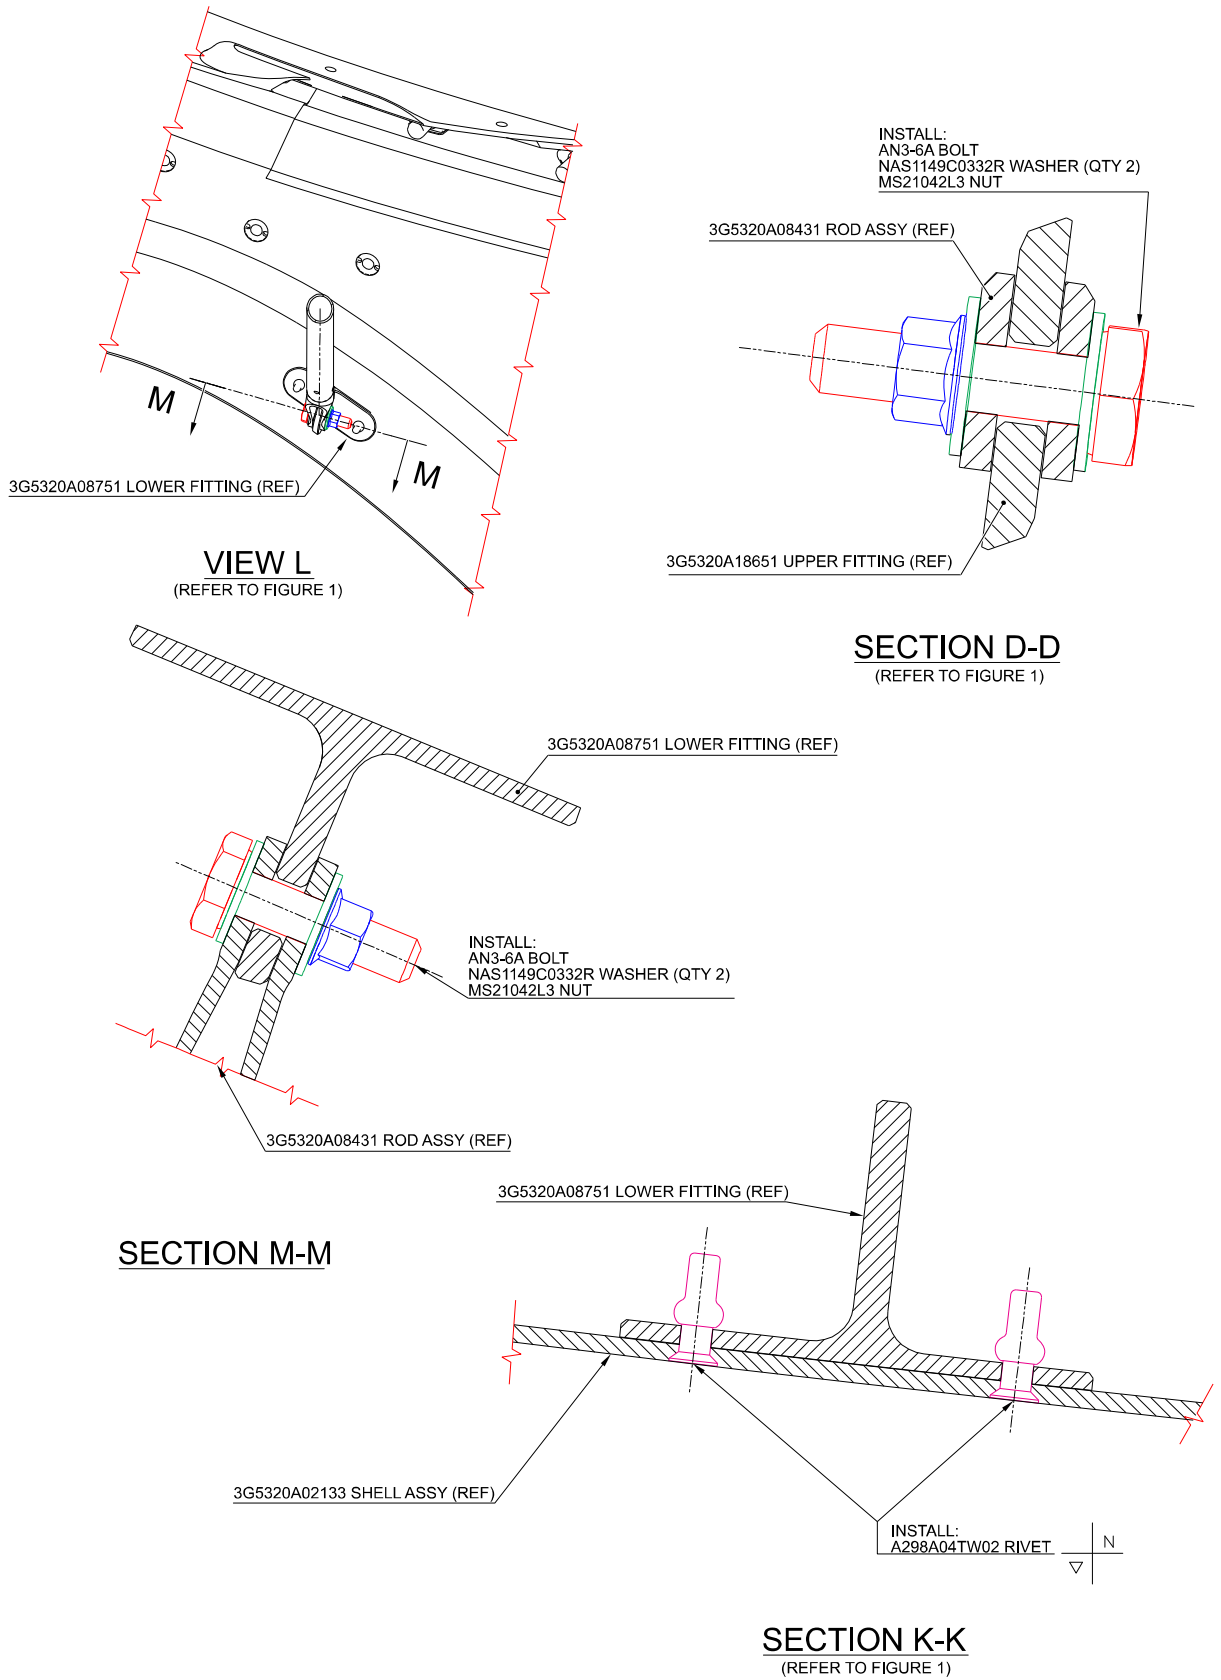 INSTALL:
AN3-6A BOLT
NAS1149C0332R WASHER (QTY 2)
MS21042L3 NUT
3G5320A08431 ROD ASSY (REF)
M
M
3G5320A08751 LOWER FITTING (REF)
VIEW L
(REFER TO FIGURE 1)
3G5320A18651 UPPER FITTING (REF)
SECTION D-D
(REFER TO FIGURE 1)
3G5320A08751 LOWER FITTING (REF)
INSTALL:
AN3-6A BOLT
NAS1149C0332R WASHER (QTY 2)
MS21042L3 NUT
3G5320A08431 ROD ASSY (REF)
SECTION M-M
3G5320A08751 LOWER FITTING (REF)
3G5320A02133 SHELL ASSY (REF)
INSTALL:
A298A04TW02 RIVET
N
SECTION K-K
(REFER TO FIGURE 1)